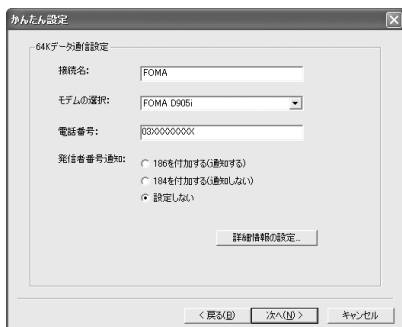 かんたん設定
64Kデータ通信設定
接続名: FOMA
モデムの選択: FOMA D905i
電話番号: 03XXXXXXXX
発信者番号通知: 186を付加する(通知する)
184を付加する(通知しない)
設定しない
詳細情報の設定...
< 戻る(B) 次へ(N) > キャンセル